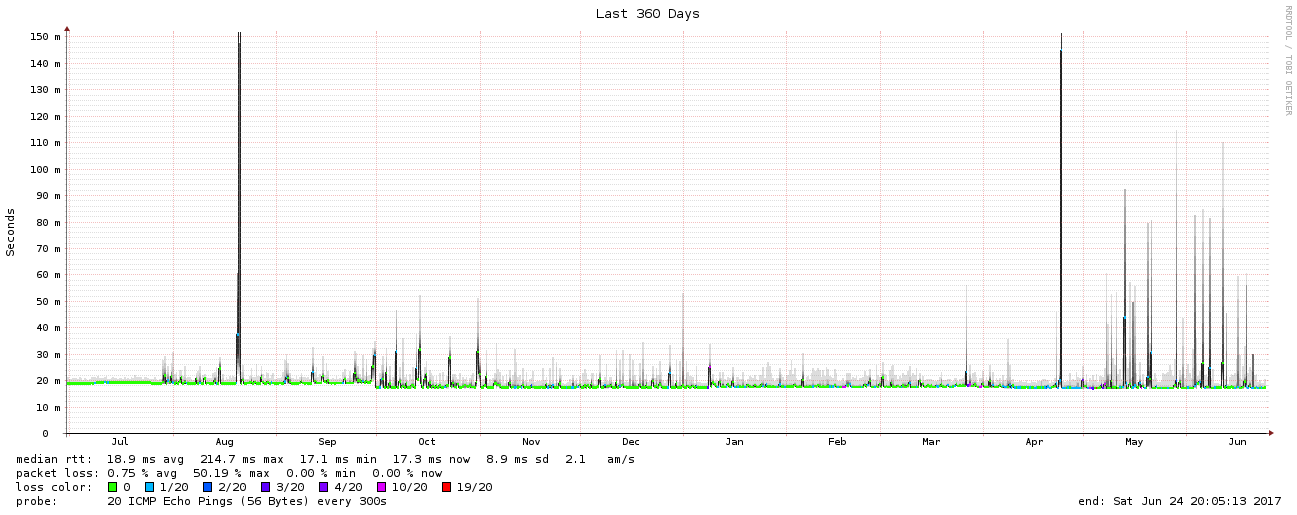 Last 360 Days
RRDTOOL / TOBI OETIKER
Seconds
150 m
140 m
130 m
120 m
110 m
100 m
90 m
80 m
70 m
60 m
50 m
40 m
30 m
20 m
10 m
0
Jul Aug Sep Oct Nov Dec Jan Feb Mar Apr May Jun
median rtt: 18.9 ms avg 214.7 ms max 17.1 ms min 17.3 ms now 8.9 ms sd 2.1 am/s
packet loss: 0.75 % avg 50.19 % max 0.00 % min 0.00 % now
loss color: 0 1/20 2/20 3/20 4/20 10/20 19/20
probe: 20 ICMP Echo Pings (56 Bytes) every 300s end: Sat Jun 24 20:05:13 2017